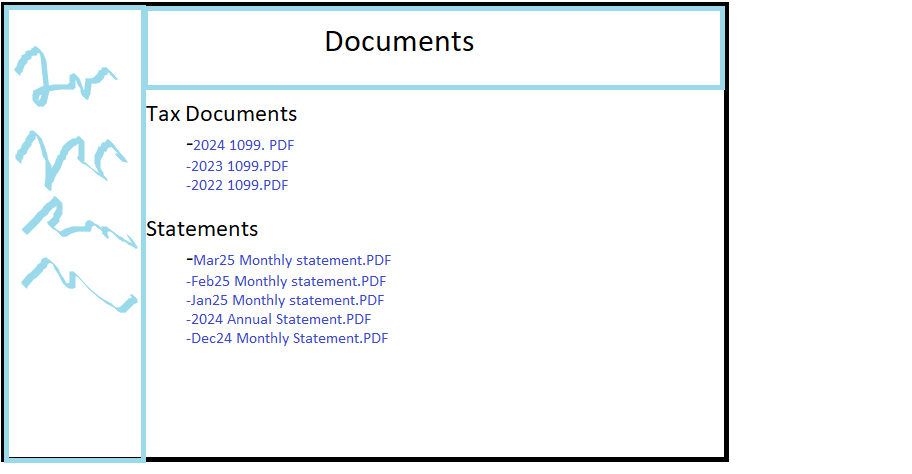 Documents
Tax Documents
-2024 1099. PDF
-2023 1099.PDF
-2022 1099.PDF
Statements
-Mar25 Monthly statement.PDF
-Feb25 Monthly statement.PDF
-Jan25 Monthly statement.PDF
-2024 Annual Statement.PDF
-Dec24 Monthly Statement.PDF